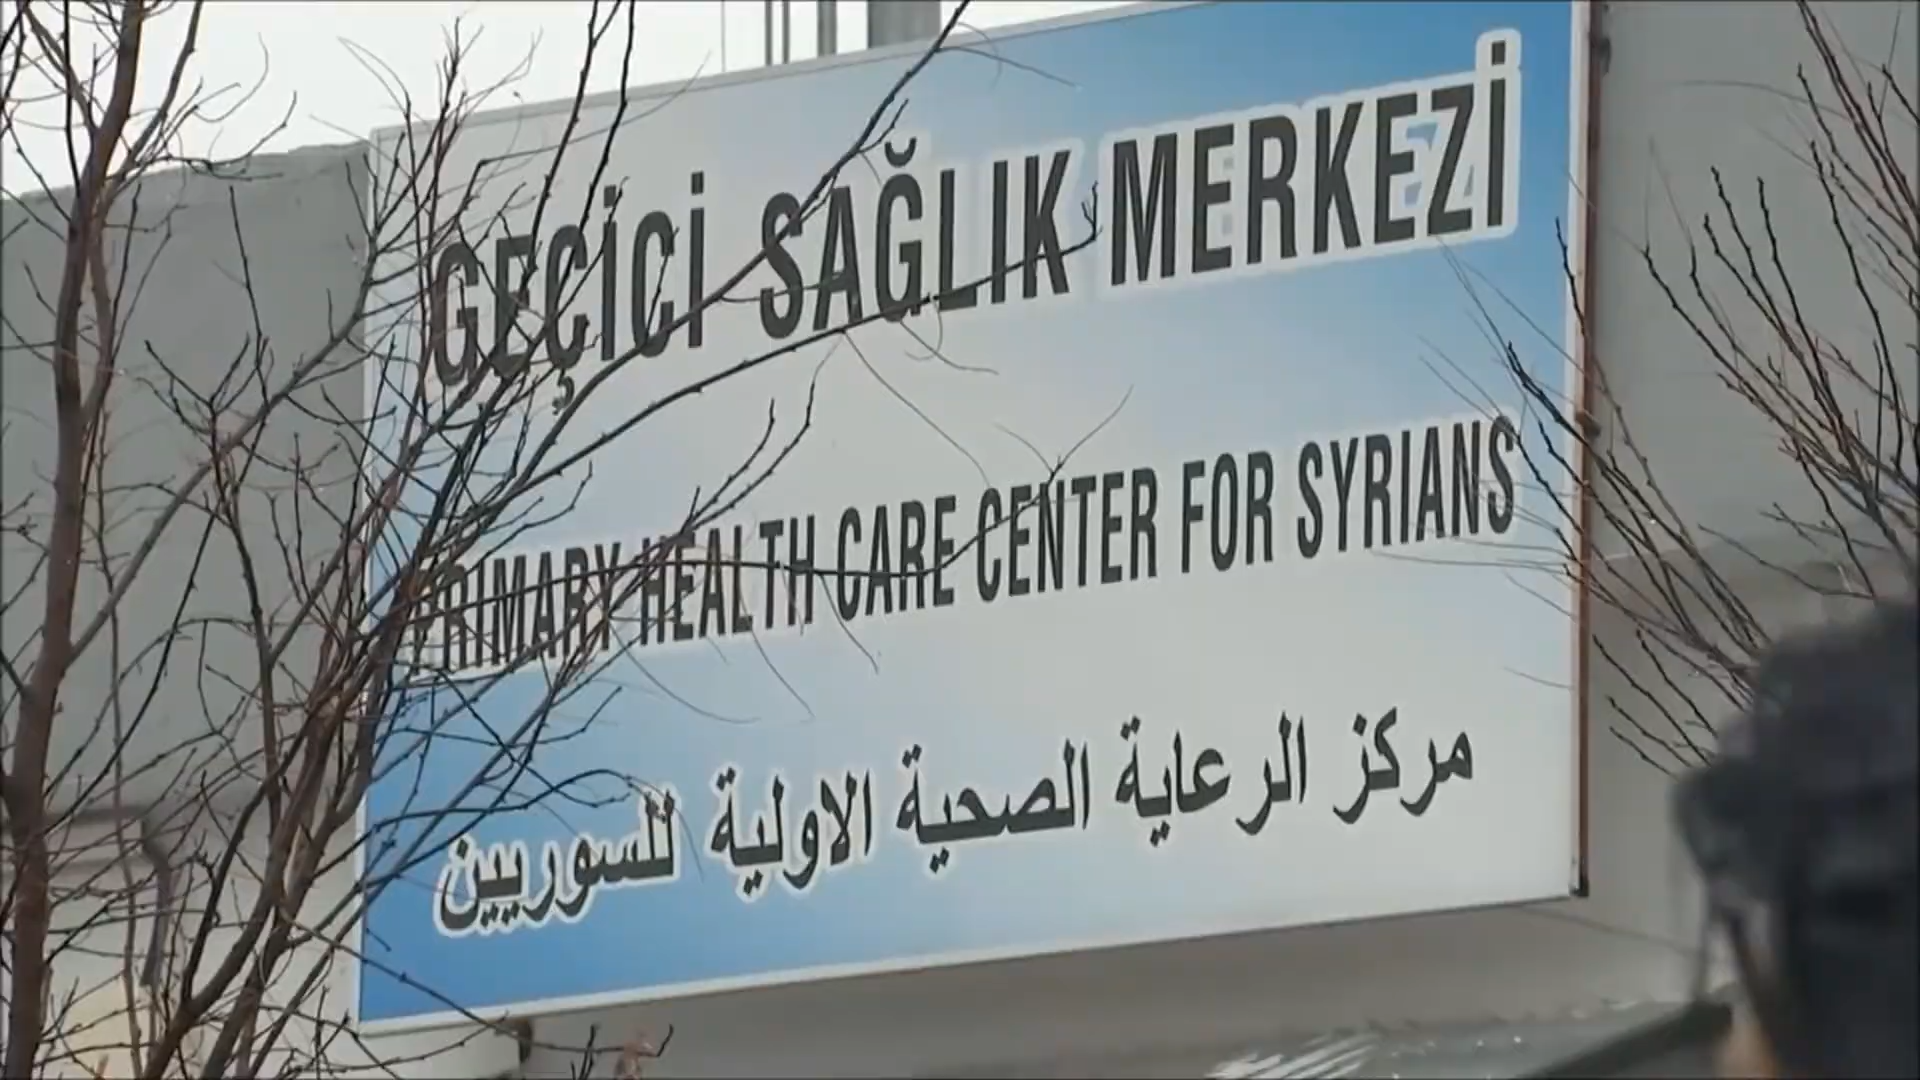 GEÇİCİ SAĞLIK MERKEZİ
PRIMARY HEALTH CARE CENTER FOR SYRIANS
مركز الرعاية الصحية الاولية للسوريين